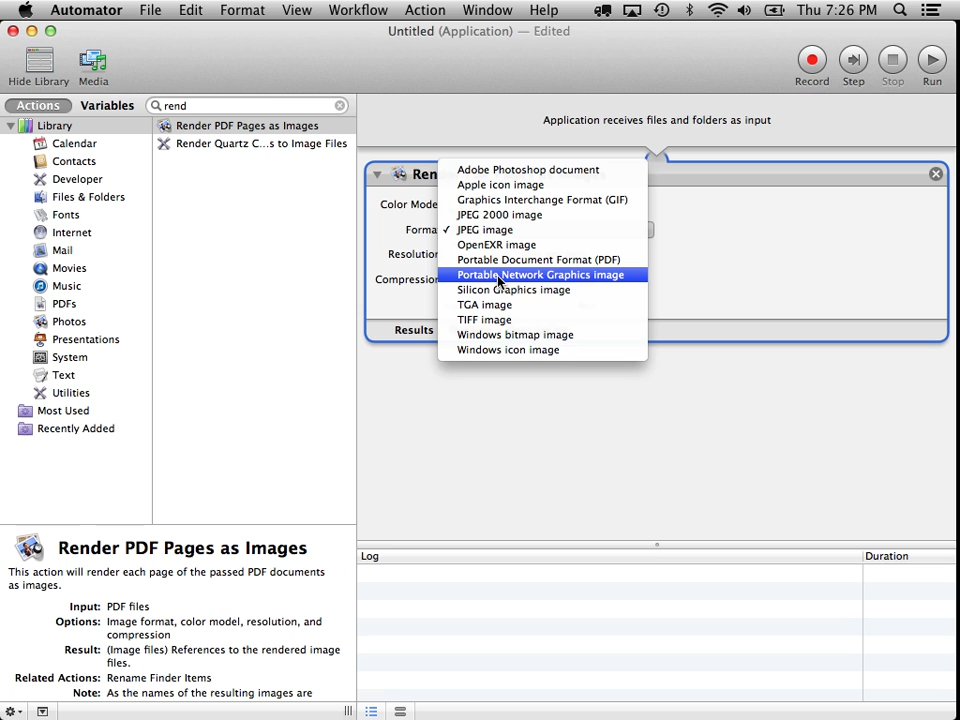 Automator File Edit Format View Workflow Action Window Help Thu 7:26 PM
Untitled (Application) — Edited
Hide Library Media Record Step Stop Run
Actions Variables rend
Library
Calendar
Contacts
Developer
Files & Folders
Fonts
Internet
Mail
Movies
Music
PDFs
Photos
Presentations
System
Text
Utilities
Most Used
Recently Added
Render PDF Pages as Images
Render Quartz C...s to Image Files
Application receives files and folders as input
Ren
Color Mode
Forma
Resolution
Compression
Results
Adobe Photoshop document
Apple icon image
Graphics Interchange Format (GIF)
JPEG 2000 image
✓ JPEG image
OpenEXR image
Portable Document Format (PDF)
Portable Network Graphics image
Silicon Graphics image
TGA image
TIFF image
Windows bitmap image
Windows icon image
Render PDF Pages as Images
This action will render each page of the passed PDF documents
as images.
Input: PDF files
Options: Image format, color model, resolution, and
compression
Result: (Image files) References to the rendered image
files.
Related Actions: Rename Finder Items
Note: As the names of the resulting images are
Log Duration